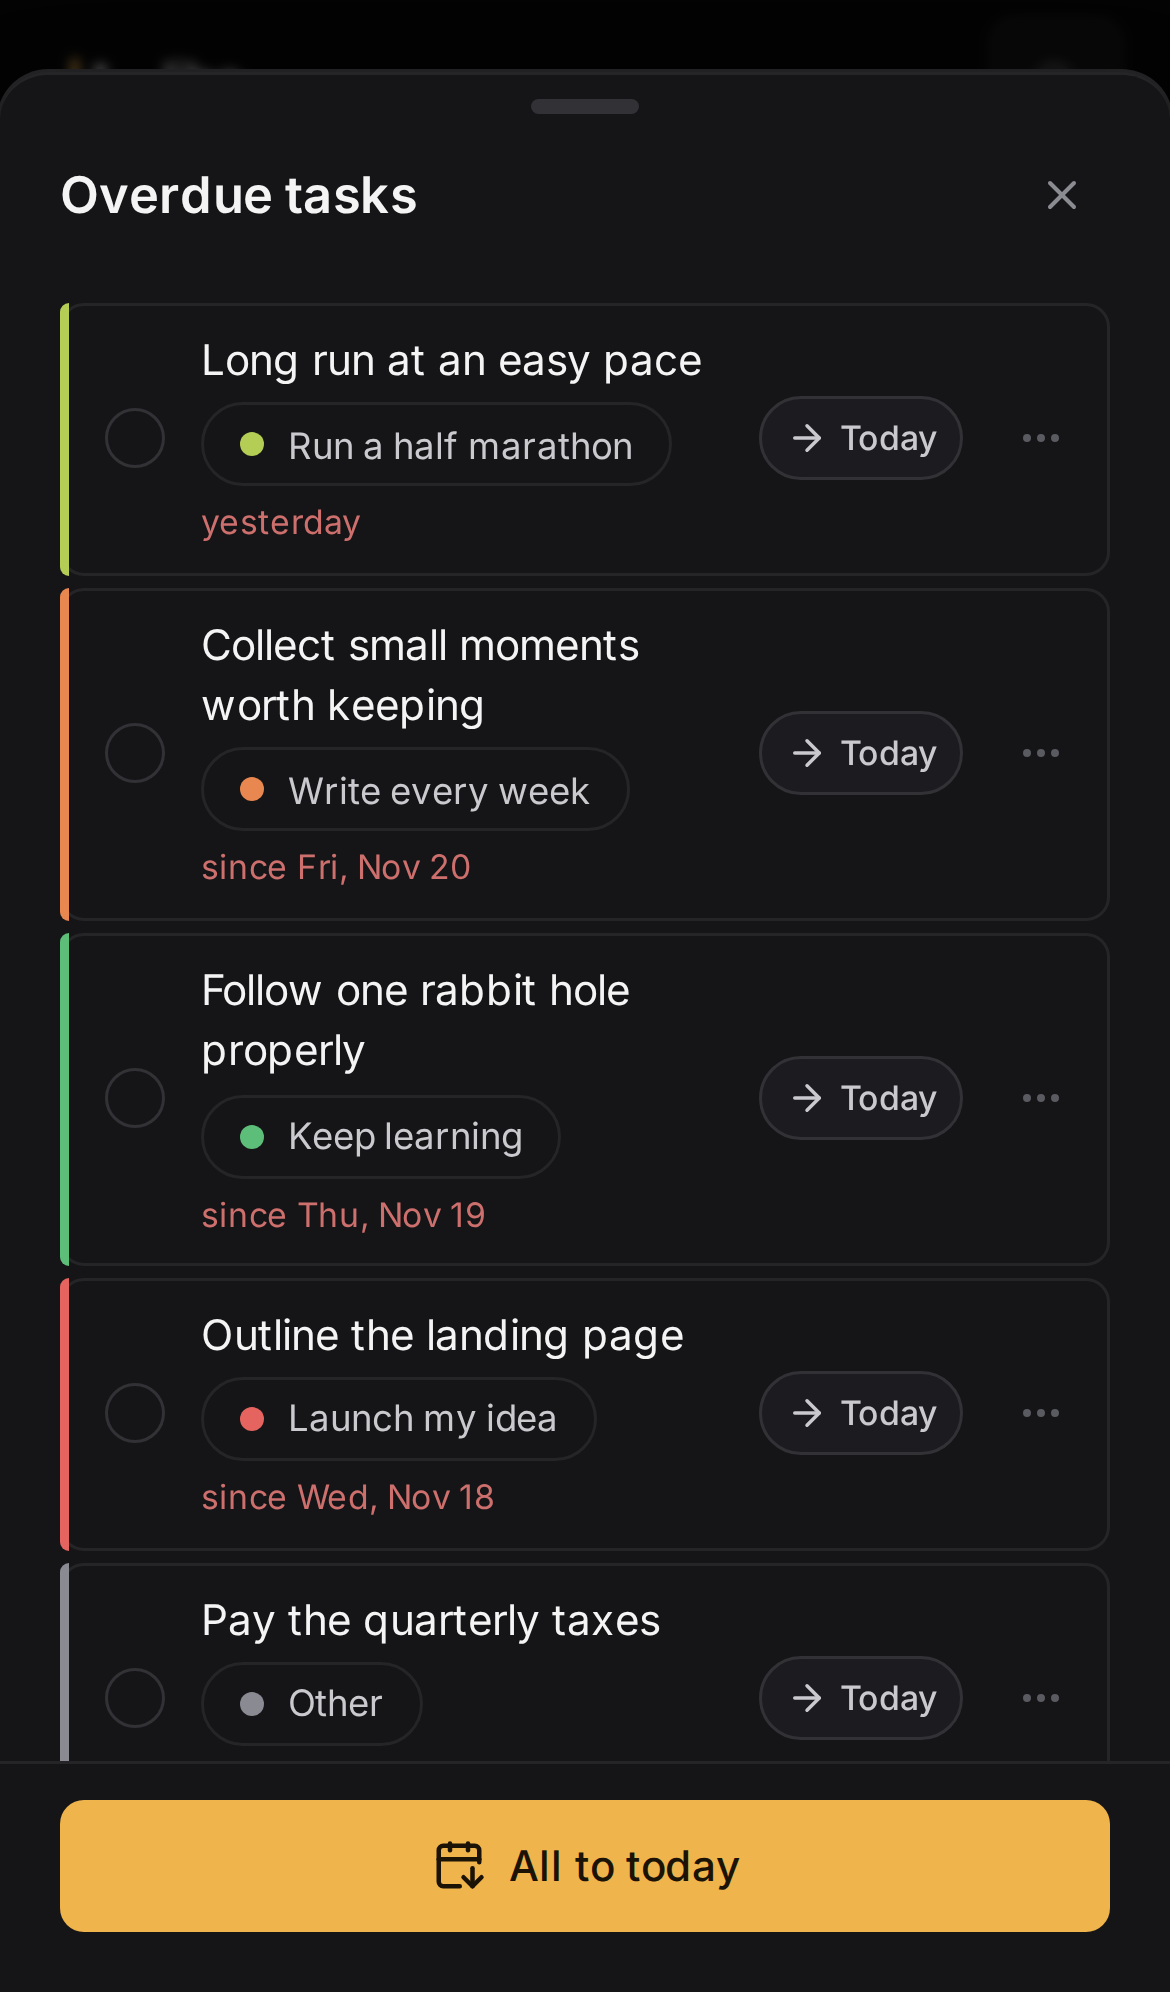 Overdue tasks
Long run at an easy pace
Run a half marathon
→ Today
yesterday
Collect small moments
worth keeping
Write every week
→ Today
since Fri, Nov 20
Follow one rabbit hole
properly
Keep learning
→ Today
since Thu, Nov 19
Outline the landing page
Launch my idea
→ Today
since Wed, Nov 18
Pay the quarterly taxes
Other
→ Today
All to today